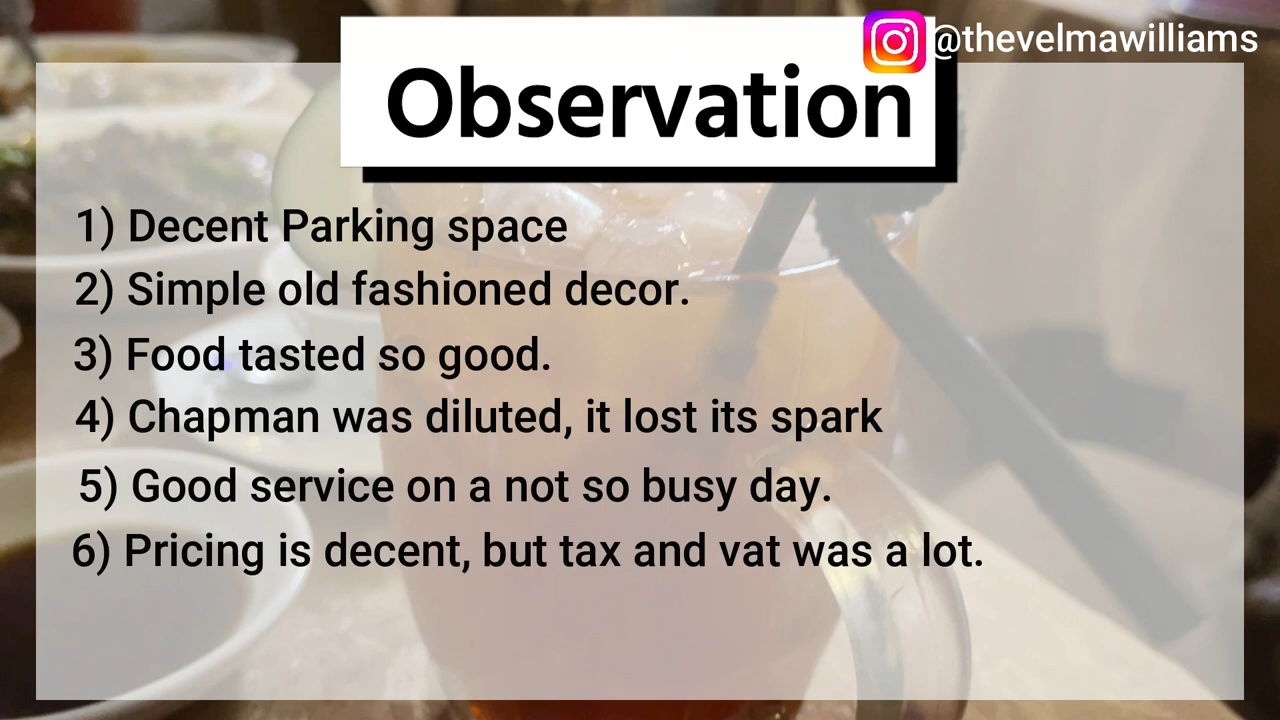 @thevelmawilliams
Observation
1) Decent Parking space
2) Simple old fashioned decor.
3) Food tasted so good.
4) Chapman was diluted, it lost its spark
5) Good service on a not so busy day.
6) Pricing is decent, but tax and vat was a lot.